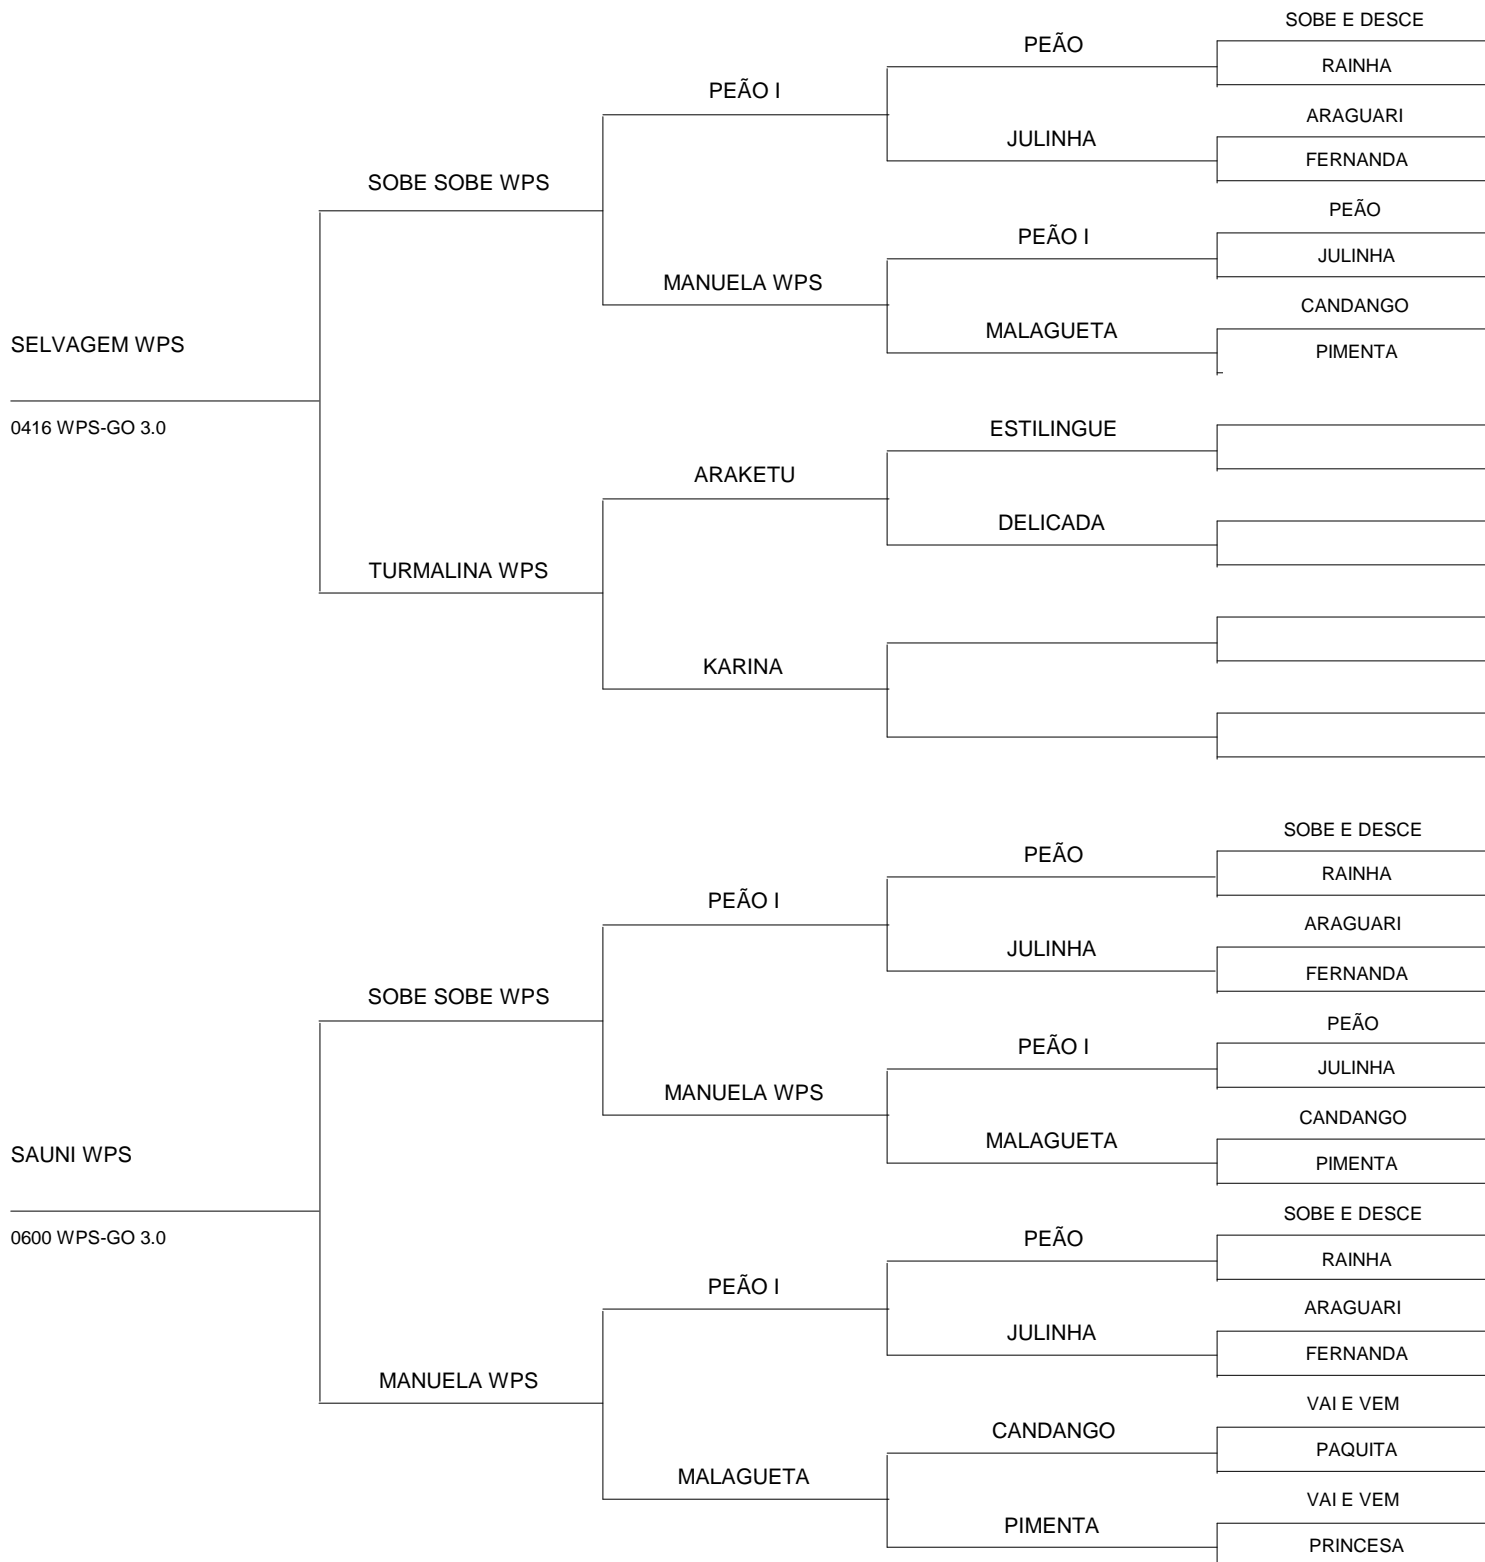 SOBE E DESCE
PEÃO
RAINHA
PEÃO I
ARAGUARI
JULINHA
FERNANDA
SOBE SOBE WPS
PEÃO
PEÃO I
JULINHA
MANUELA WPS
CANDANGO
MALAGUETA
SELVAGEM WPS
PIMENTA
0416 WPS-GO 3.0
ESTILINGUE
ARAKETU
DELICADA
TURMALINA WPS
KARINA
SOBE E DESCE
PEÃO
RAINHA
PEÃO I
ARAGUARI
JULINHA
FERNANDA
SOBE SOBE WPS
PEÃO
PEÃO I
JULINHA
MANUELA WPS
CANDANGO
MALAGUETA
SAUNI WPS
PIMENTA
SOBE E DESCE
0600 WPS-GO 3.0
PEÃO
RAINHA
PEÃO I
ARAGUARI
JULINHA
FERNANDA
MANUELA WPS
VAI E VEM
CANDANGO
PAQUITA
MALAGUETA
VAI E VEM
PIMENTA
PRINCESA